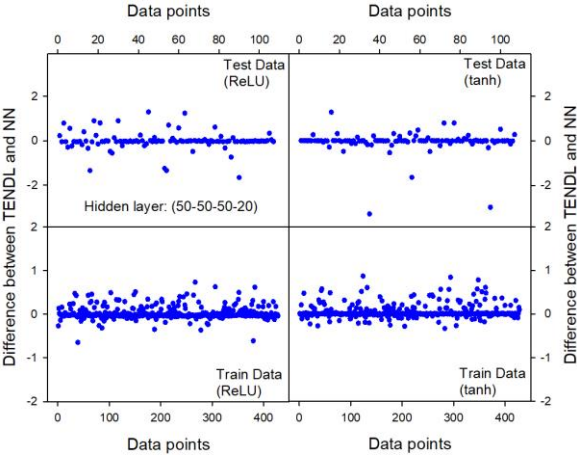 Data points Data points
0 20 40 60 80 100 0 20 40 60 80 100
Test Data Test Data
(ReLU) (tanh)
2 2
0 0
-2 -2
Hidden layer: (50-50-50-20)
2 2
1 1
0 0
-1 -1
Train Data Train Data
(ReLU) (tanh)
-2 -2
0 100 200 300 400 0 100 200 300 400
Data points Data points
Difference between TENDL and NN
Difference between TENDL and NN